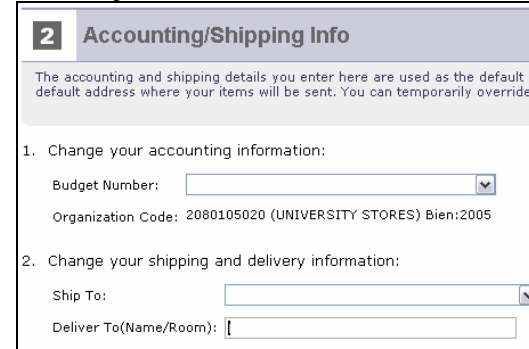 2 Accounting/Shipping Info
The accounting and shipping details you enter here are used as the default
default address where your items will be sent. You can temporarily override
1. Change your accounting information:
Budget Number:
Organization Code: 2080105020 (UNIVERSITY STORES) Bien:2005
2. Change your shipping and delivery information:
Ship To:
Deliver To(Name/Room):